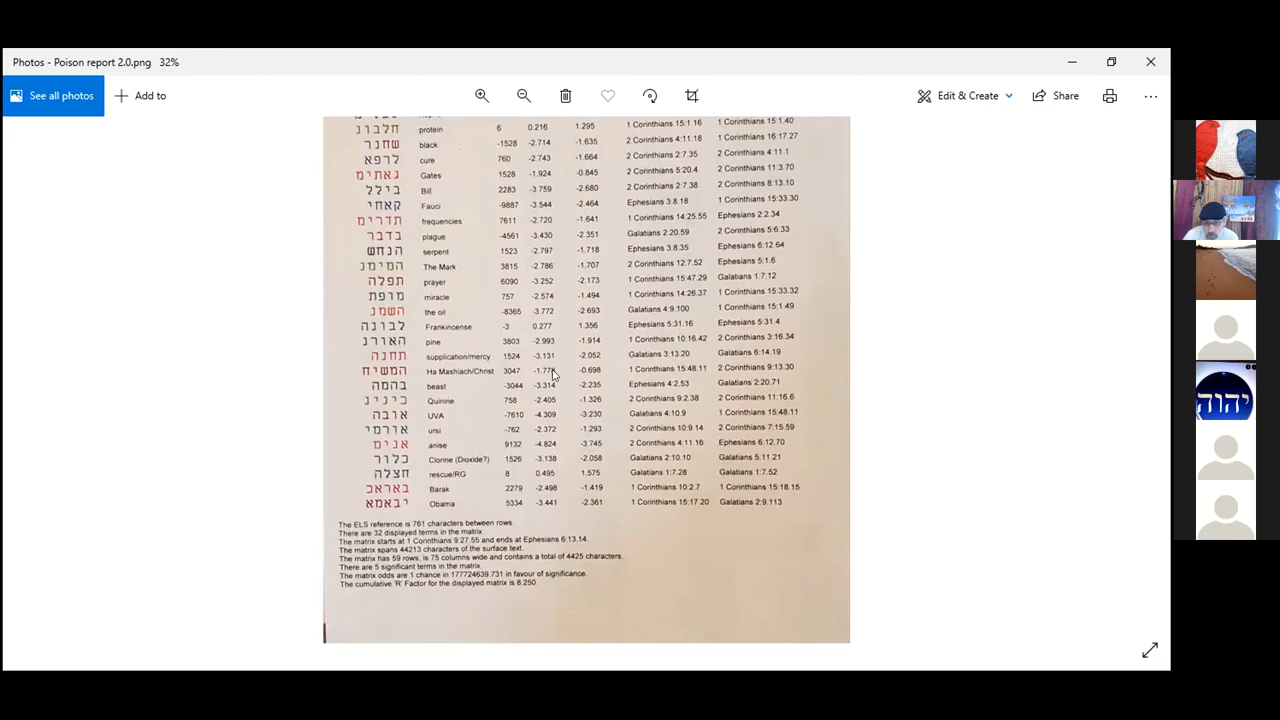 Photos - Poison report 2.0.png 32%
See all photos
Add to
Edit & Create
Share
חלבונ protein 6 0.216 1.295 1 Corinthians 15:1.16 1 Corinthians 15:1.40
שחנר black -1528 -2.714 -1.635 2 Corinthians 4:11.18 1 Corinthians 16:17.27
לרפא cure 760 -2.743 -1.664 2 Corinthians 2:7.35 2 Corinthians 4:11.1
גאתימ Gates 1528 -1.924 -0.845 2 Corinthians 5:20.4 2 Corinthians 11:3.70
בילל Bill 2283 -3.759 -2.680 2 Corinthians 2:7.38 2 Corinthians 8:13.10
קאחי Fauci -9887 -3.544 -2.464 Ephesians 3:8.18 1 Corinthians 15:33.30
תדרימ frequencies 7611 -2.720 -1.641 1 Corinthians 14:25.55 Ephesians 2:2.34
בדבר plague -4561 -3.430 -2.351 Galatians 2:20.59 2 Corinthians 5:6.33
הנחש serpent 1523 -2.797 -1.718 Ephesians 3:8.35 Ephesians 6:12.64
המימנ The Mark 3815 -2.786 -1.707 2 Corinthians 12:7.52 Ephesians 5:1.6
תפלה prayer 6090 -3.252 -2.173 1 Corinthians 15:47.29 Galatians 1:7.12
מופת miracle 757 -2.574 -1.494 1 Corinthians 14:26.37 1 Corinthians 15:33.32
השמנ the oil -8365 -3.772 -2.693 Galatians 4:9.100 1 Corinthians 15:1.49
לבונה Frankincense -3 0.277 1.356 Ephesians 5:31.16 Ephesians 5:31.4
האורנ pine 3803 -2.993 -1.914 1 Corinthians 10:16.42 2 Corinthians 3:16.34
תחנה supplication/mercy 1524 -3.131 -2.052 Galatians 3:13.20 Galatians 6:14.19
המשיח Ha Mashiach/Christ 3047 -0.698 1 Corinthians 15:48.11 2 Corinthians 9:13.30
בהמה beast -3044 -3.314 -2.235 Ephesians 4:2.53 Galatians 2:20.71
כינינ Quinine 758 -2.405 -1.326 2 Corinthians 9:2.38 2 Corinthians 11:16.6
אובה UVA -7610 -4.309 -3.230 Galatians 4:10.9 1 Corinthians 15:48.11
אורמי ursi -762 -2.372 -1.293 2 Corinthians 10:9.14 2 Corinthians 7:15.59
אנימ anise 9132 -4.824 -3.745 2 Corinthians 4:11.16 Ephesians 6:12.70
כלור Clorine (Dioxide?) 1526 -3.138 -2.058 Galatians 2:10.10 Galatians 5:11.21
חצלה rescue/RG 8 0.495 1.575 Galatians 1:7.28 Galatians 1:7.52
באראכ Barak 2279 -2.498 -1.419 1 Corinthians 10:2.7 1 Corinthians 15:18.15
יבאמא Obama 5334 -3.441 -2.361 1 Corinthians 15:17.20 Galatians 2:9.113
The ELS reference is 761 characters between rows.
There are 32 displayed terms in the matrix.
The matrix starts at 1 Corinthians 9:27.55 and ends at Ephesians 6:13.14.
The matrix spans 44213 characters of the surface text.
The matrix has 59 rows, is 75 columns wide and contains a total of 4425 characters.
There are 5 significant terms in the matrix.
The matrix odds are 1 chance in 177724639.731 in favour of significance.
The cumulative 'R' Factor for the displayed matrix is 8.250.
יהוה